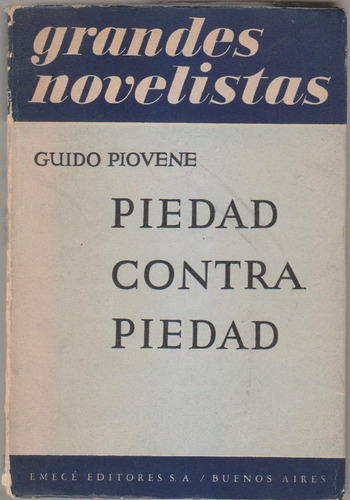 grandes
novelistas
GUIDO PIOVENE
PIEDAD
CONTRA
PIEDAD
EMECÉ EDITORES S.A. / BUENOS AIRES